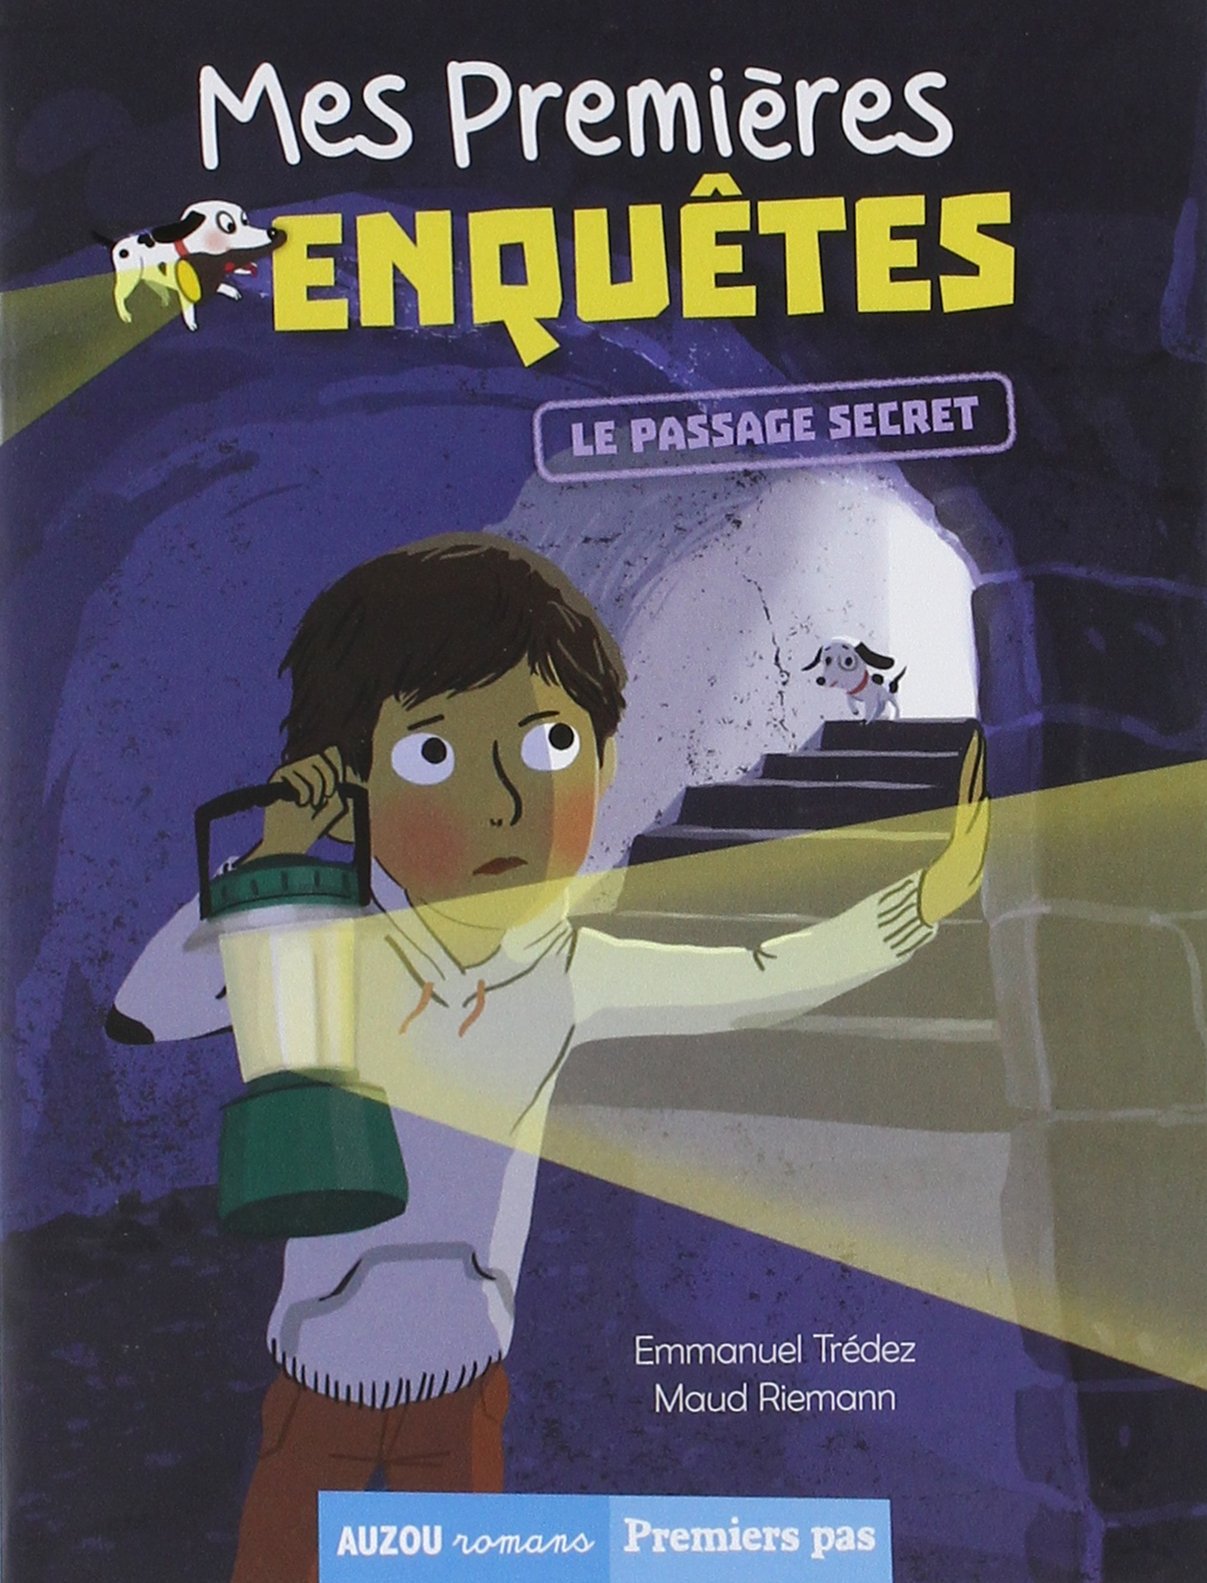 Mes Premières
ENQUÊTES
LE PASSAGE SECRET
Emmanuel Trédez
Maud Riemann
AUZOU romans Premiers pas